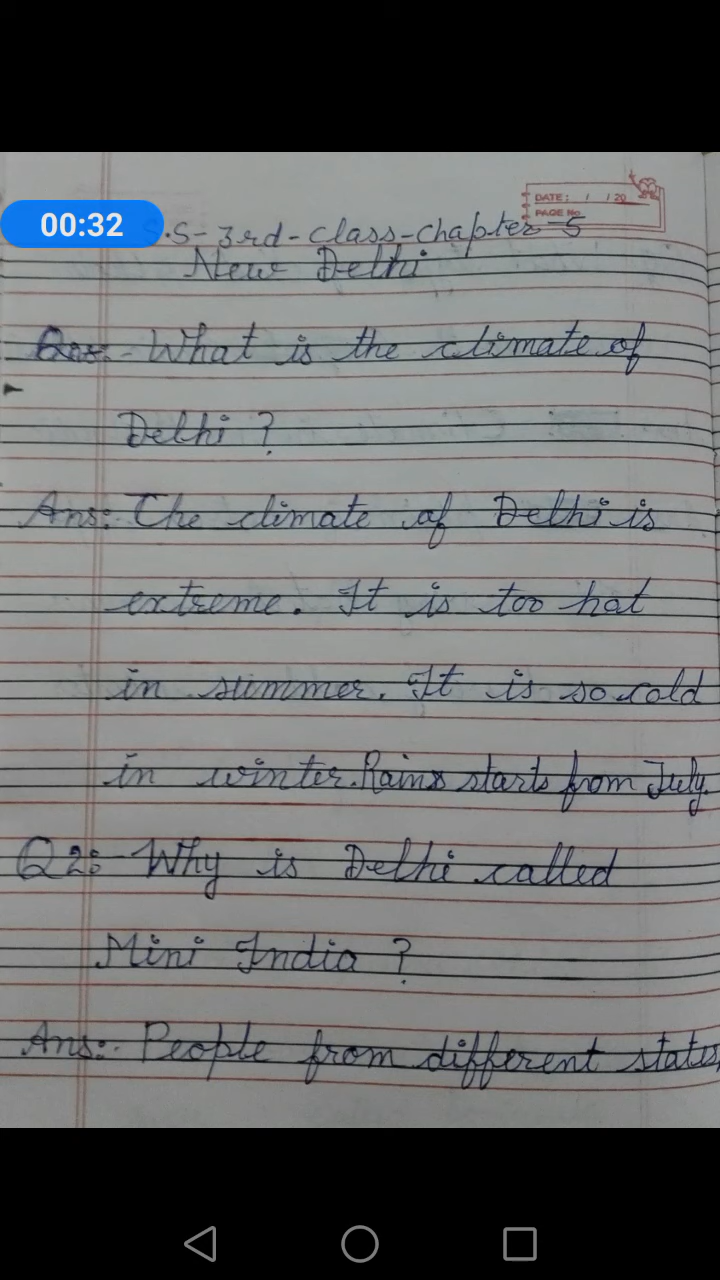 00:32
DATE: / / 20
PAGE No.
S.S-3rd-class-chapter-5
New Delhi
What is the climate of
Delhi ?
Ans:- The climate of Delhi is
extreme. It is too hot
in summer. It is so cold
in winter. Rains starts from July.
Q2:- Why is Delhi called
Mini India ?
Ans:- People from different states,